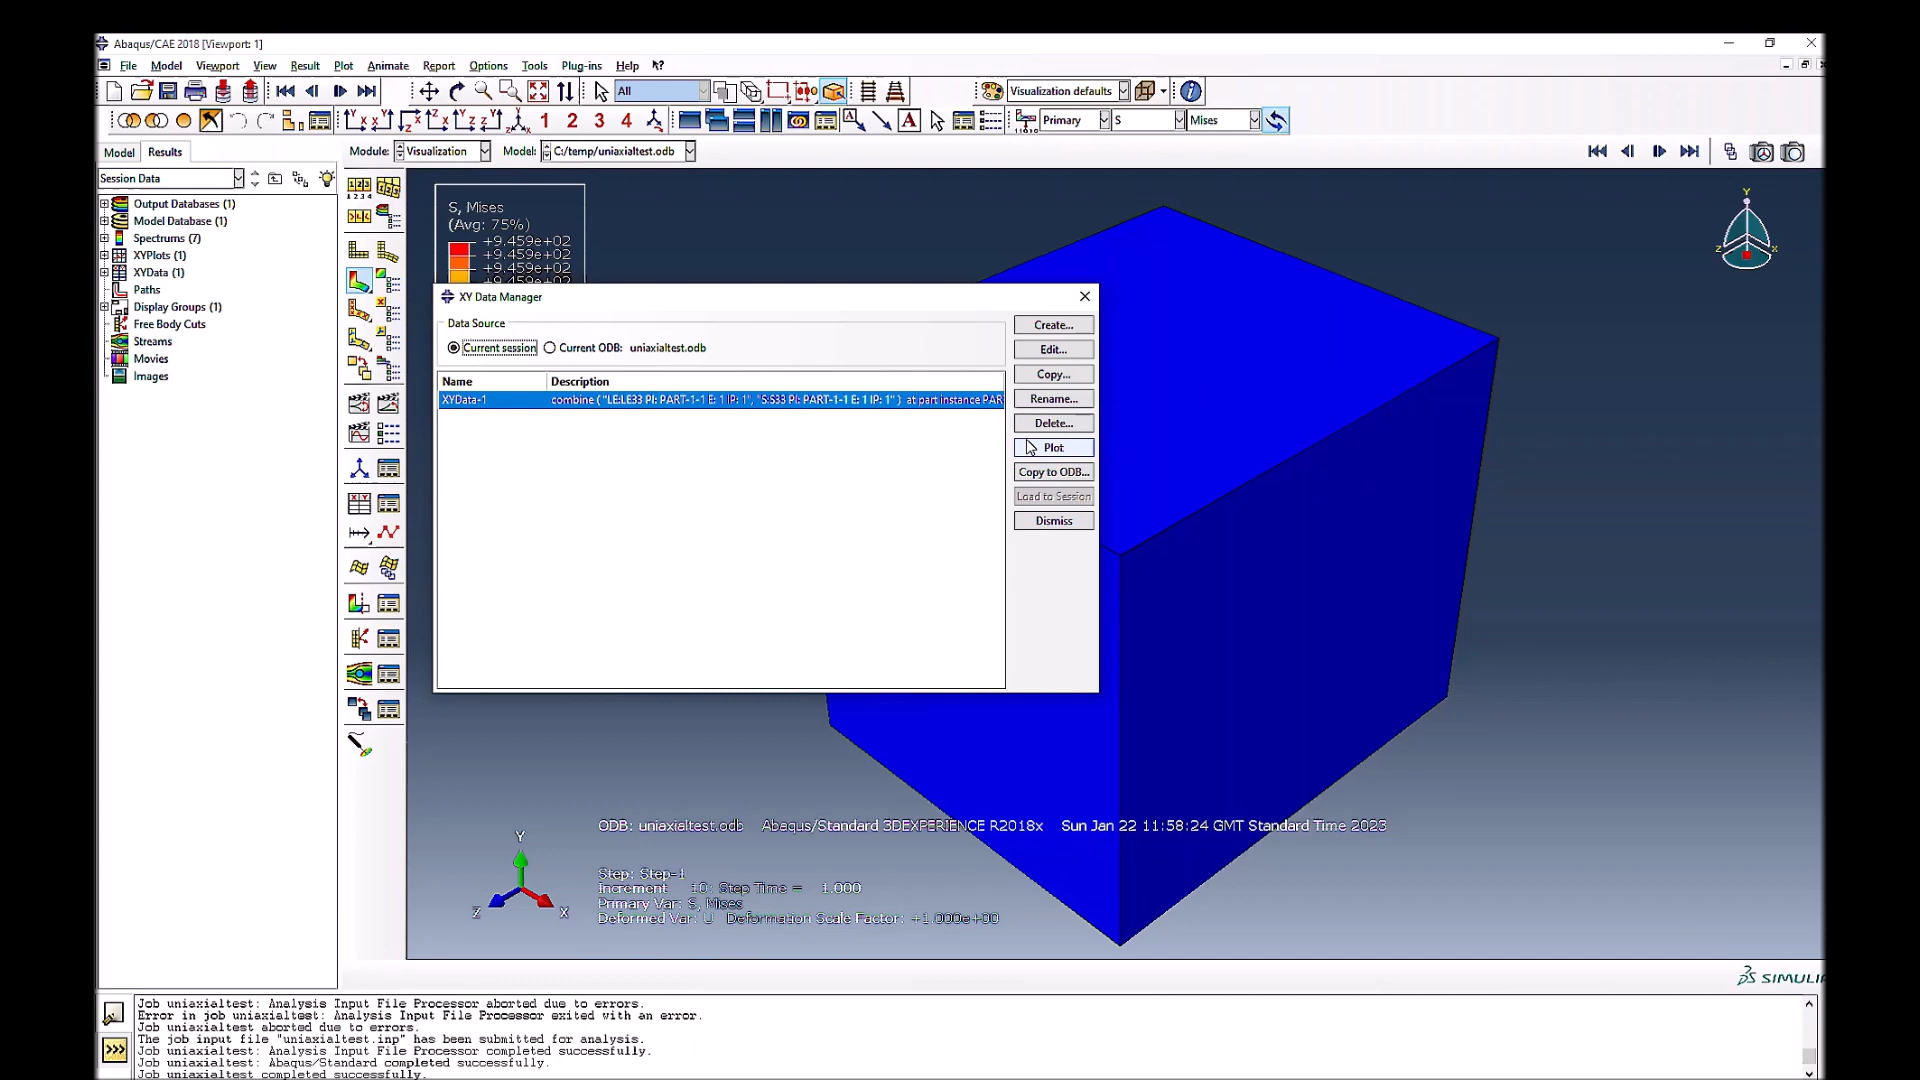 Abaqus/CAE 2018 [Viewport: 1]
File Model Viewport View Result Plot Animate Report Options Tools Plug-ins Help
All
Visualization defaults
1 2 3 4
Primary S Mises
Model Results
Module: Visualization Model: C:/temp/uniaxialtest.odb
Session Data
Output Databases (1)
Model Database (1)
Spectrums (7)
XYPlots (1)
XYData (1)
Paths
Display Groups (1)
Free Body Cuts
Streams
Movies
Images
S, Mises
(Avg: 75%)
+9.459e+02
+9.459e+02
+9.459e+02
XY Data Manager
Data Source
Current session Current ODB: uniaxialtest.odb
Name Description
XYData-1 combine ( "LE:LE33 PI: PART-1-1 E: 1 IP: 1", "S:S33 PI: PART-1-1 E: 1 IP: 1" ) at part instance PAR
Create...
Edit...
Copy...
Rename...
Delete...
Plot
Copy to ODB...
Load to Session
Dismiss
Y
Z X
ODB: uniaxialtest.odb Abaqus/Standard 3DEXPERIENCE R2018x Sun Jan 22 11:58:24 GMT Standard Time 2023
Y
Z X
Step: Step-1
Increment 10: Step Time = 1.000
Primary Var: S, Mises
Deformed Var: U Deformation Scale Factor: +1.000e+00
SIMULIA
Job uniaxialtest: Analysis Input File Processor aborted due to errors.
Error in job uniaxialtest: Analysis Input File Processor exited with an error.
Job uniaxialtest aborted due to errors.
The job input file "uniaxialtest.inp" has been submitted for analysis.
Job uniaxialtest: Analysis Input File Processor completed successfully.
Job uniaxialtest: Abaqus/Standard completed successfully.
Job uniaxialtest completed successfully.